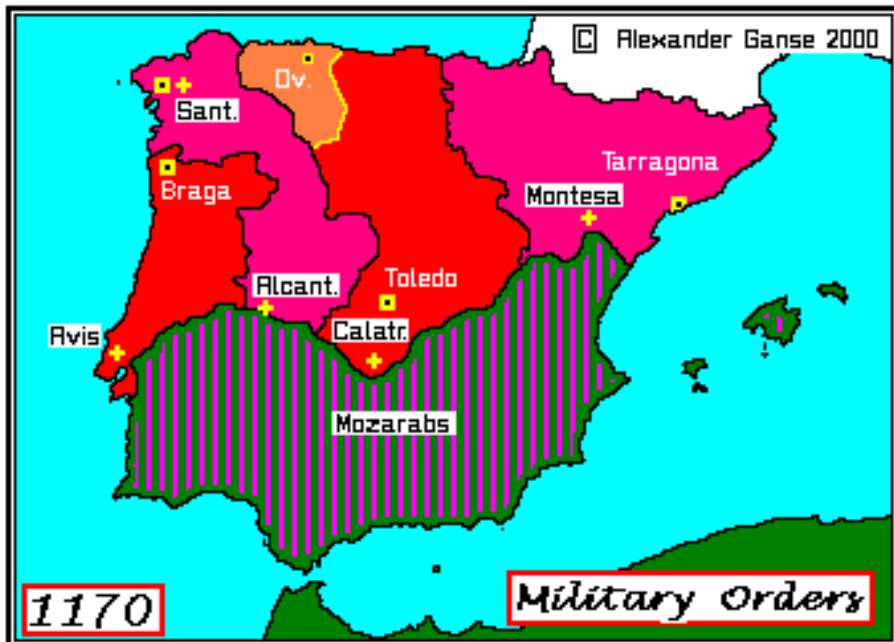 C Alexander Ganse 2000
Ov.
Sant.
Tarragona
Braga
Montesa
Alcant.
Toledo
Avis
Calatr.
Mozarabs
1170
Military Orders